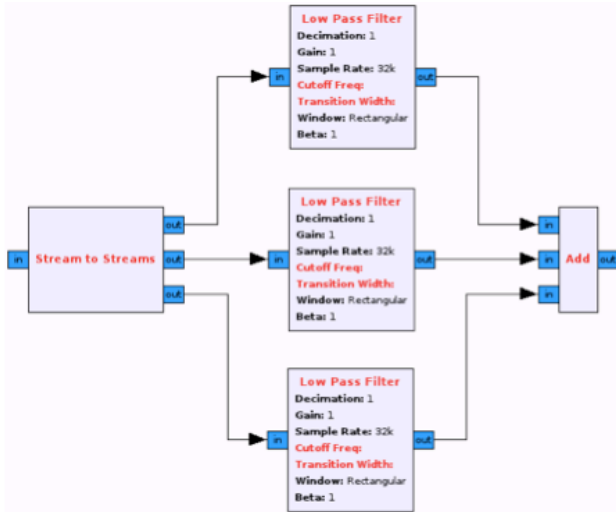 Low Pass Filter
Decimation: 1
Gain: 1
Sample Rate: 32k
Cutoff Freq:
Transition Width:
Window: Rectangular
Beta: 1
in
out
Stream to Streams
in
out
out
out
Low Pass Filter
Decimation: 1
Gain: 1
Sample Rate: 32k
Cutoff Freq:
Transition Width:
Window: Rectangular
Beta: 1
in
out
Add
in
in
in
out
Low Pass Filter
Decimation: 1
Gain: 1
Sample Rate: 32k
Cutoff Freq:
Transition Width:
Window: Rectangular
Beta: 1
in
out